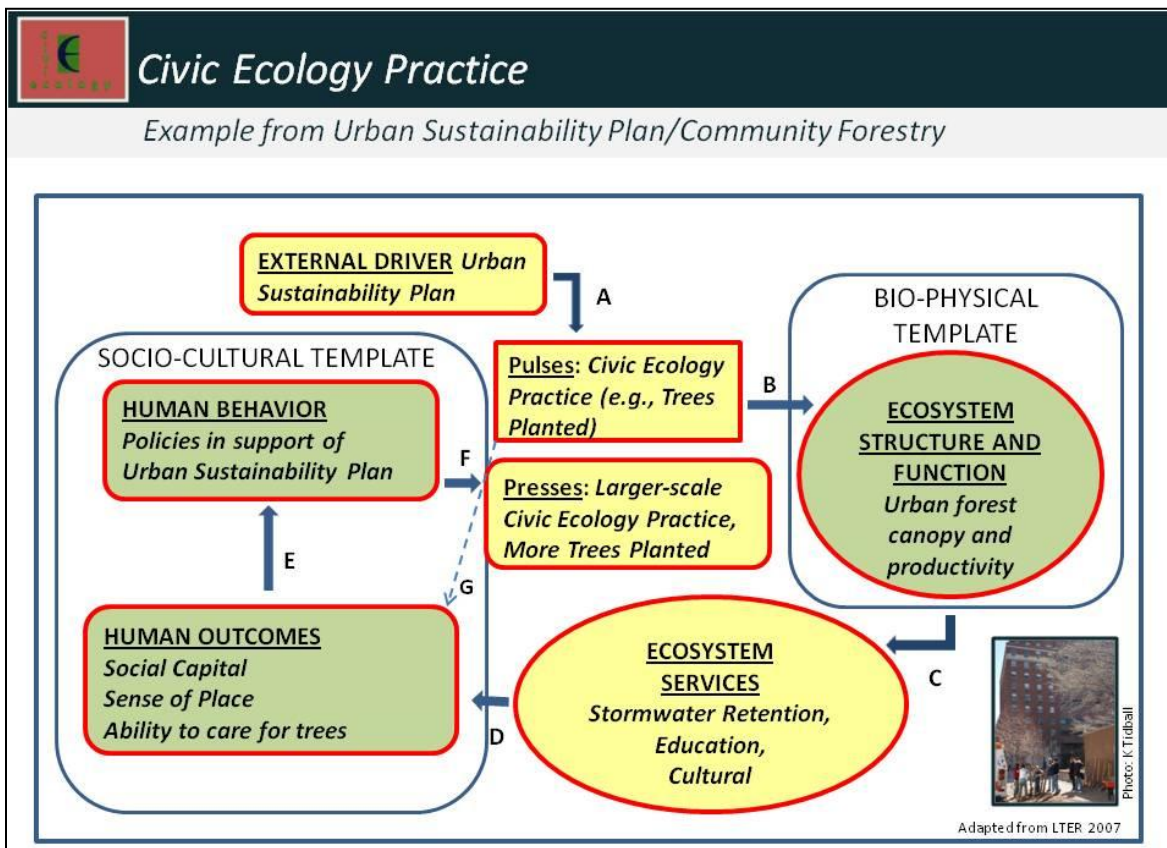 Civic Ecology Practice
Example from Urban Sustainability Plan/Community Forestry
EXTERNAL DRIVER Urban
Sustainability Plan
A
BIO-PHYSICAL
TEMPLATE
SOCIO-CULTURAL TEMPLATE
Pulses: Civic Ecology
Practice (e.g., Trees
Planted)
B
HUMAN BEHAVIOR
Policies in support of
Urban Sustainability Plan
F
ECOSYSTEM
STRUCTURE AND
FUNCTION
Urban forest
canopy and
productivity
Presses: Larger-scale
Civic Ecology Practice,
More Trees Planted
E
G
HUMAN OUTCOMES
Social Capital
Sense of Place
Ability to care for trees
D
ECOSYSTEM
SERVICES
Stormwater Retention,
Education,
Cultural
C
Photo: K Tidball
Adapted from LTER 2007